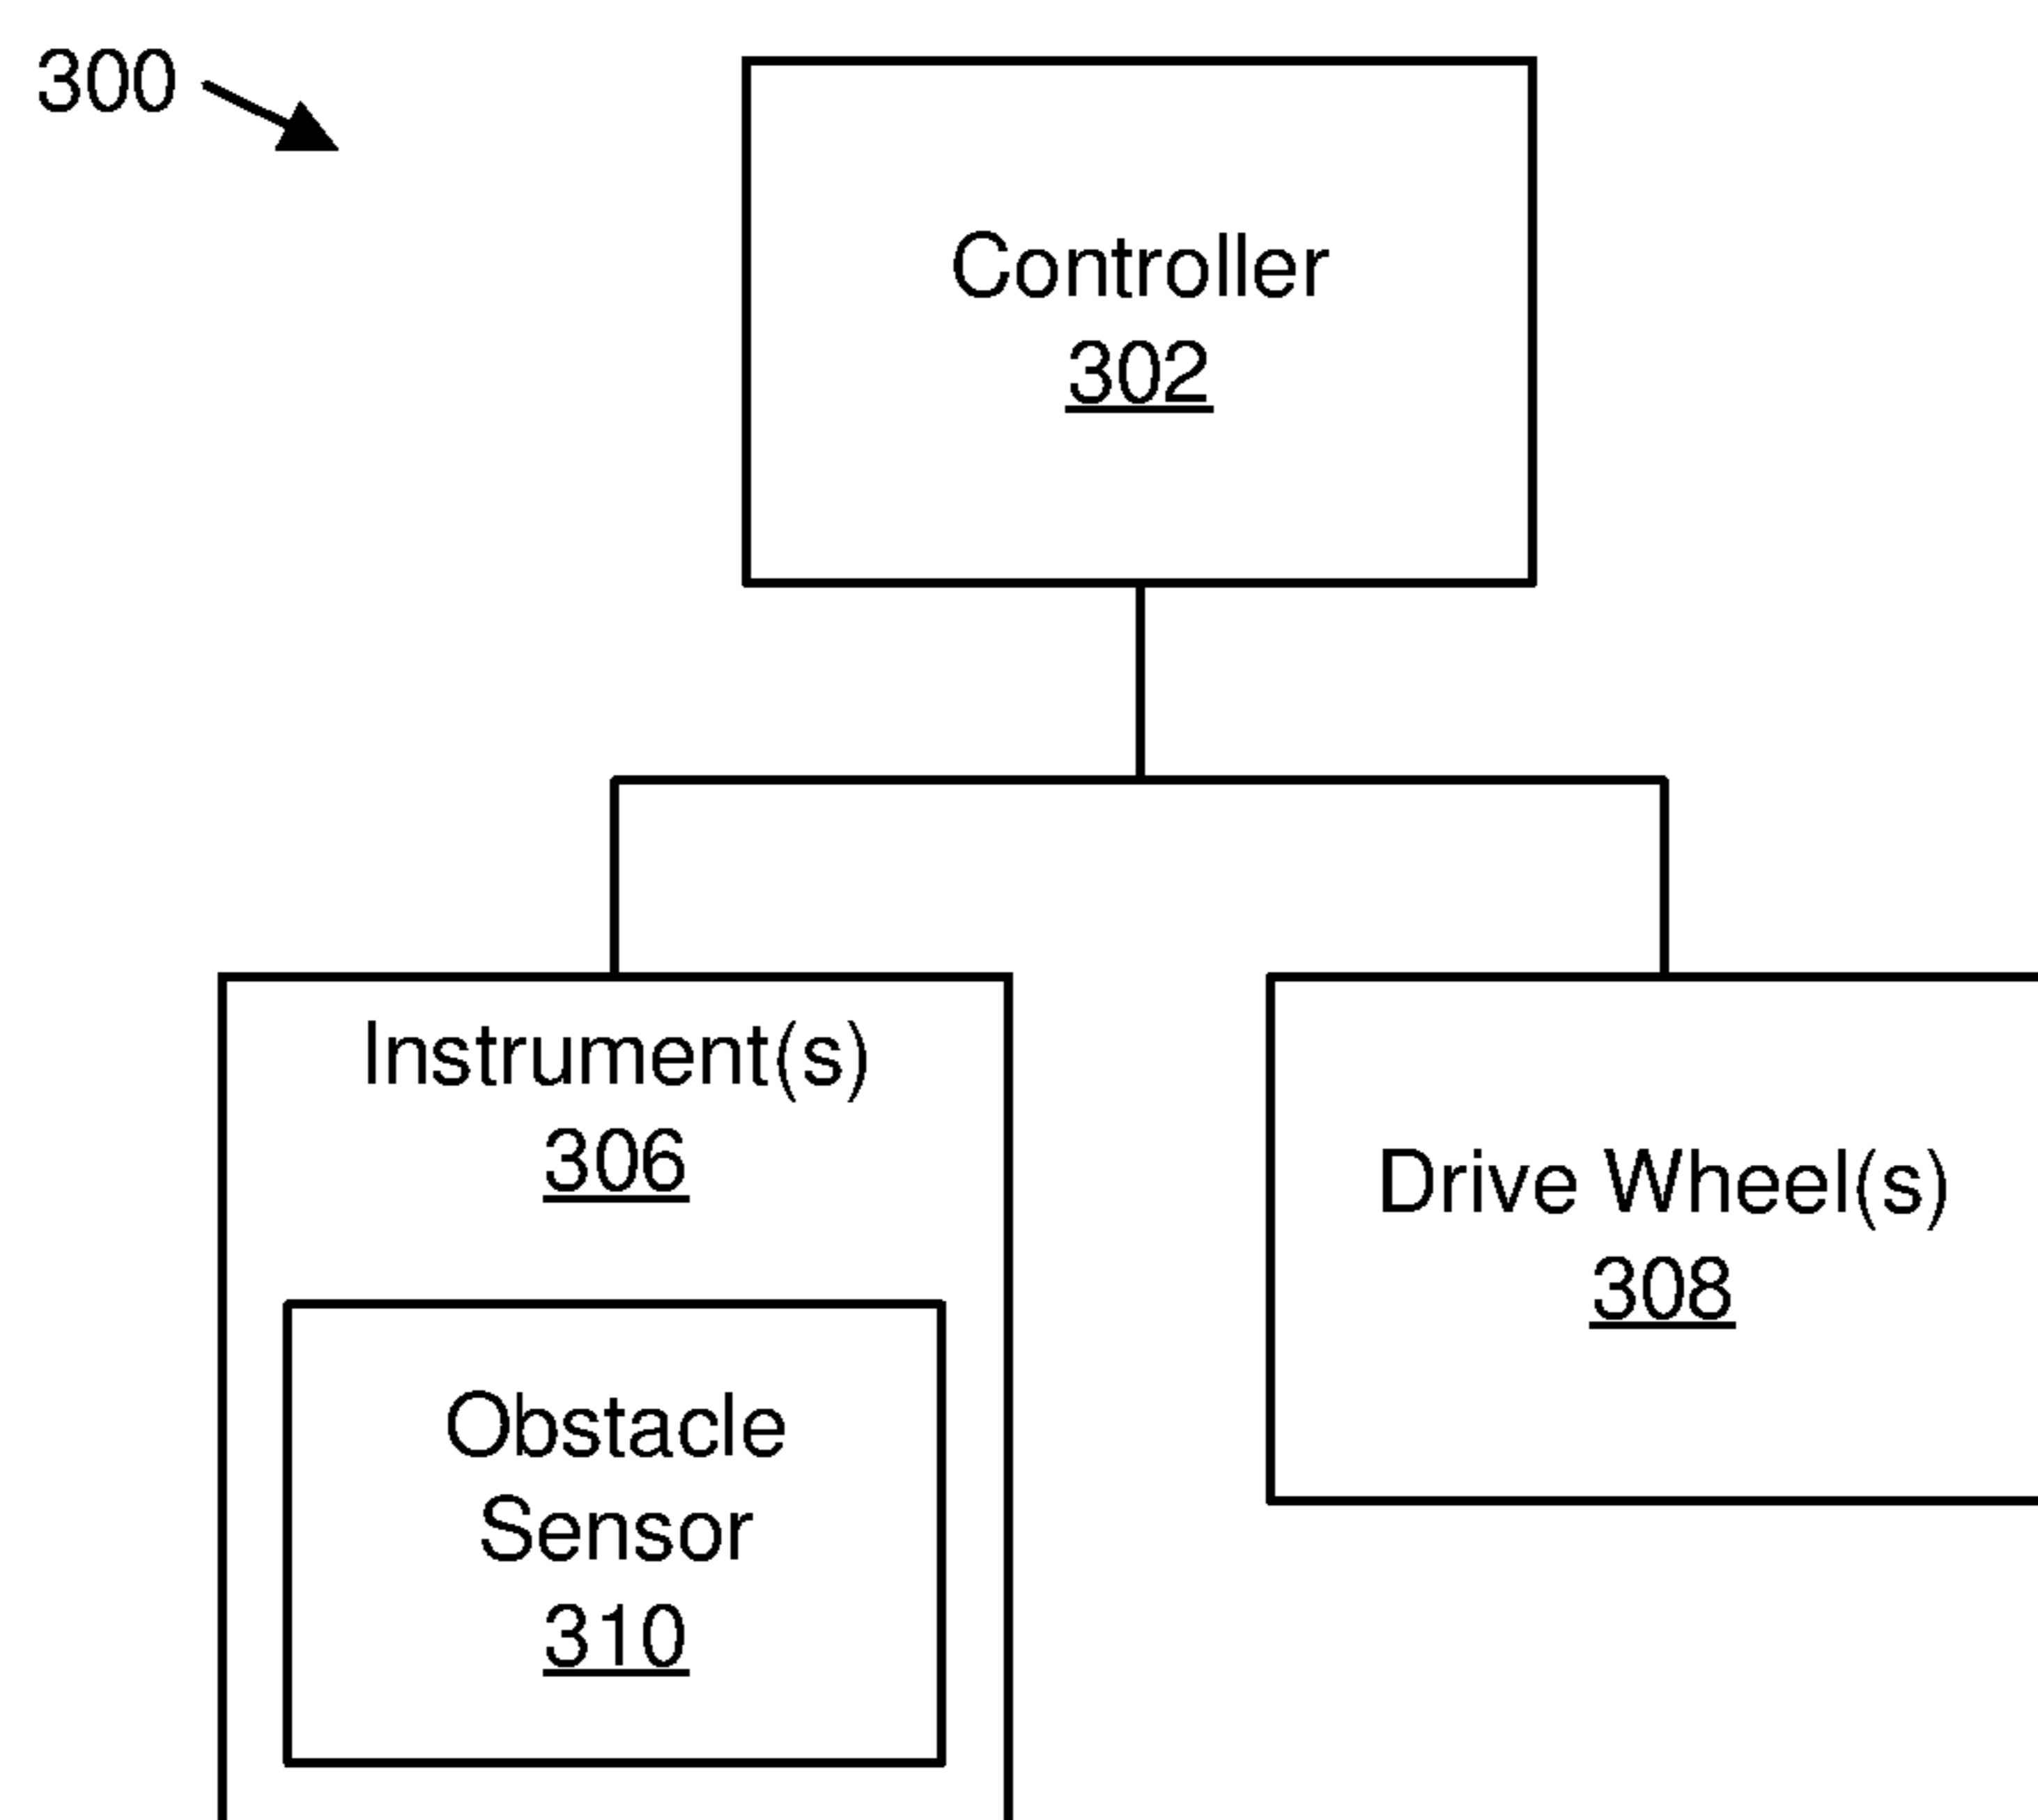 300
Controller
302
Instrument(s)
306
Drive Wheel(s)
308
Obstacle
Sensor
310